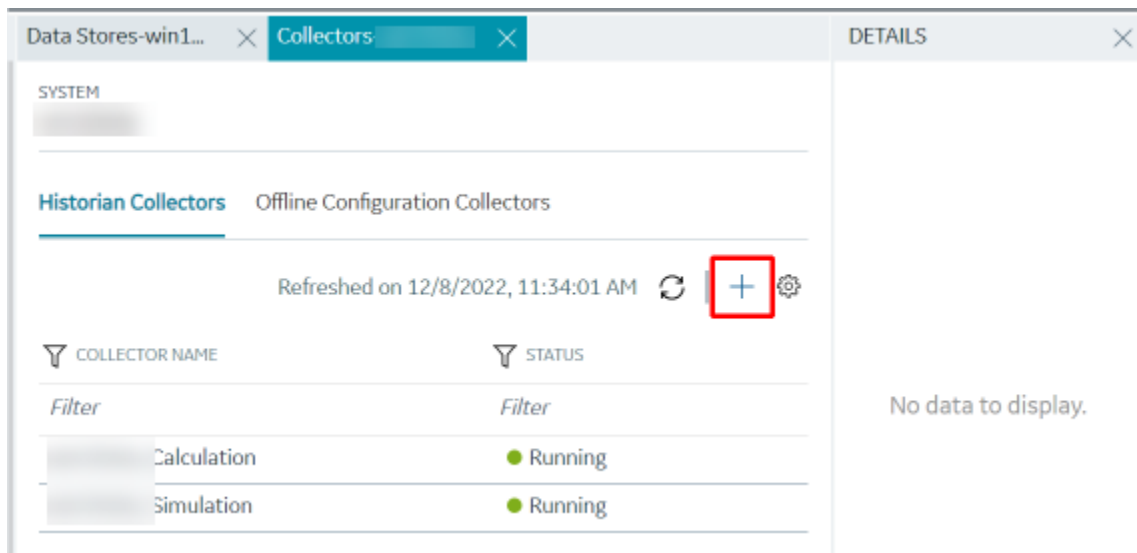 Data Stores-win1...
Collectors-
DETAILS
SYSTEM
Historian Collectors
Offline Configuration Collectors
Refreshed on 12/8/2022, 11:34:01 AM
COLLECTOR NAME
STATUS
Filter
Filter
No data to display.
Calculation
Running
Simulation
Running